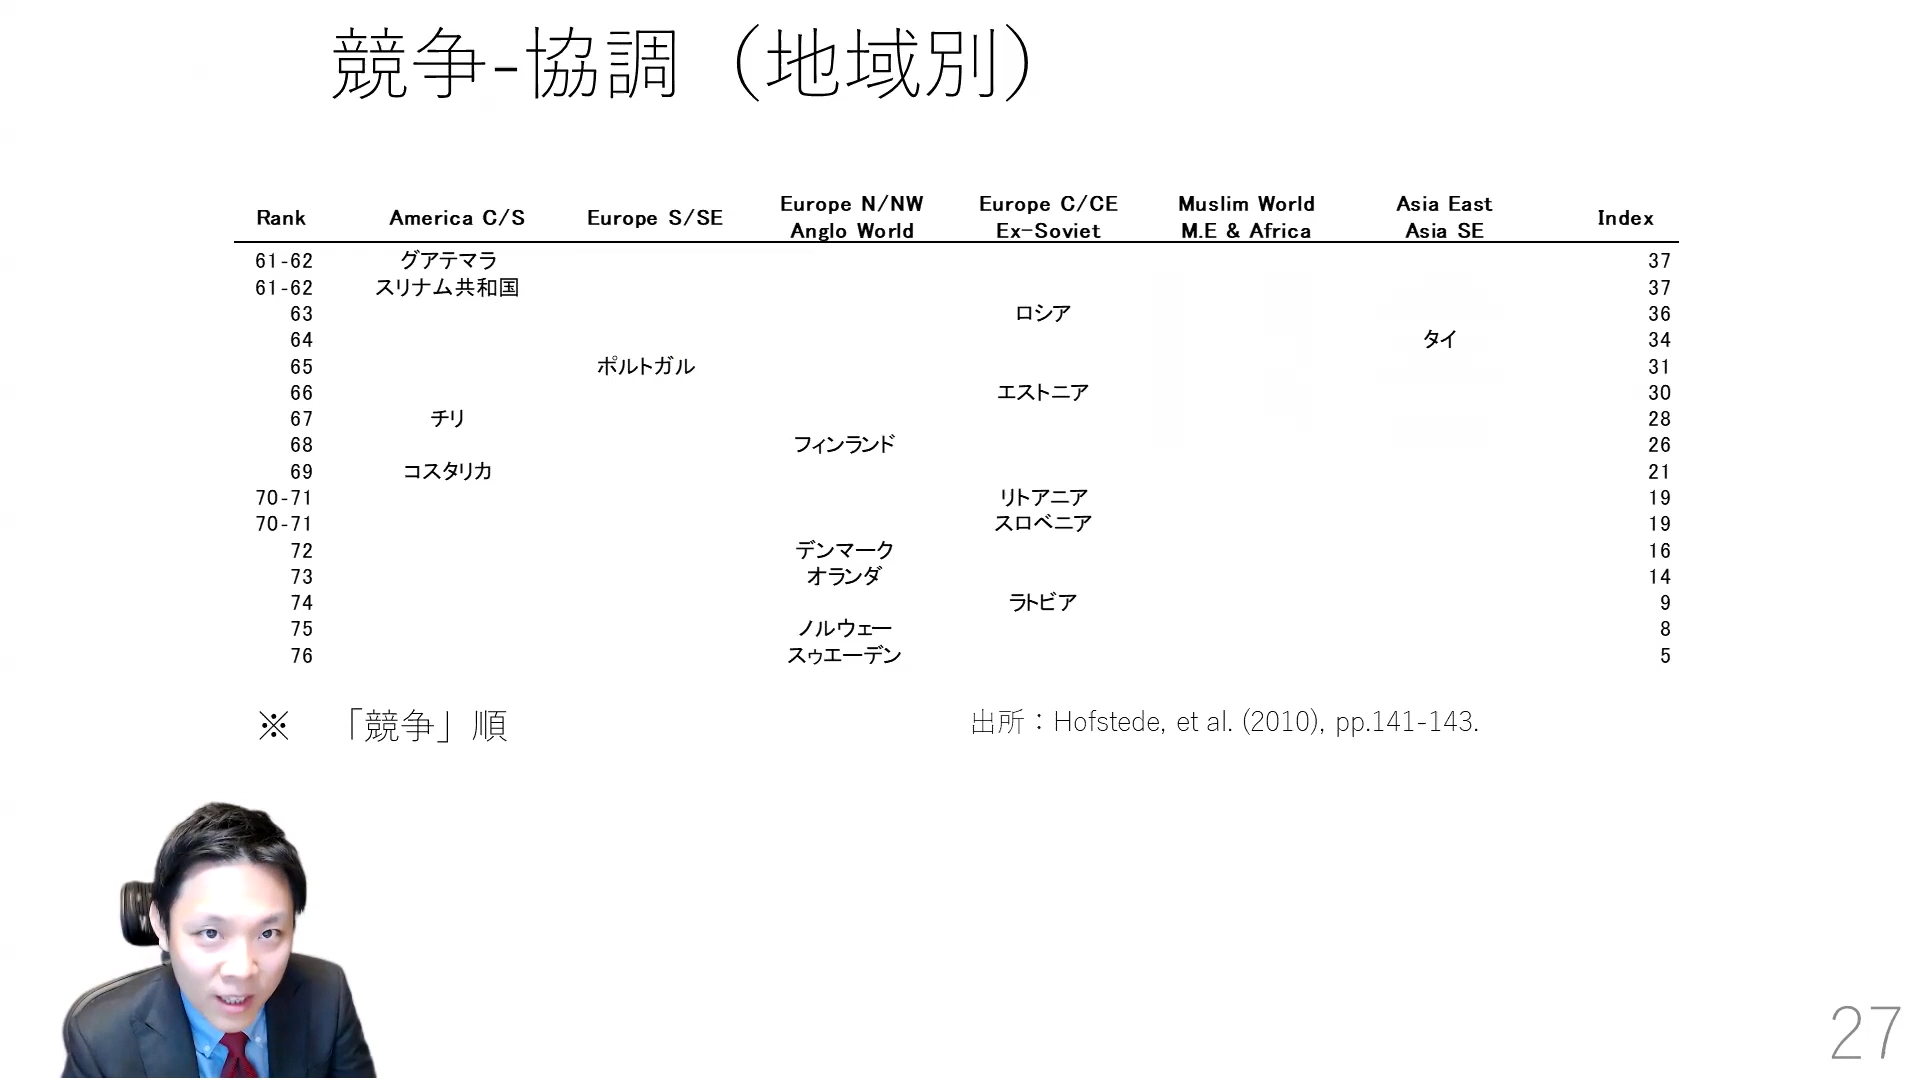 競争-協調（地域別）
Rank America C/S Europe S/SE Europe N/NW Anglo World Europe C/CE Ex-Soviet Muslim World M.E & Africa Asia East Asia SE Index
61-62 グアテマラ 37
61-62 スリナム共和国 37
63 ロシア 36
64 タイ 34
65 ポルトガル 31
66 エストニア 30
67 チリ 28
68 フィンランド 26
69 コスタリカ 21
70-71 リトアニア 19
70-71 スロベニア 19
72 デンマーク 16
73 オランダ 14
74 ラトビア 9
75 ノルウェー 8
76 スゥエーデン 5
※　「競争」順
出所：Hofstede, et al. (2010), pp.141-143.
27